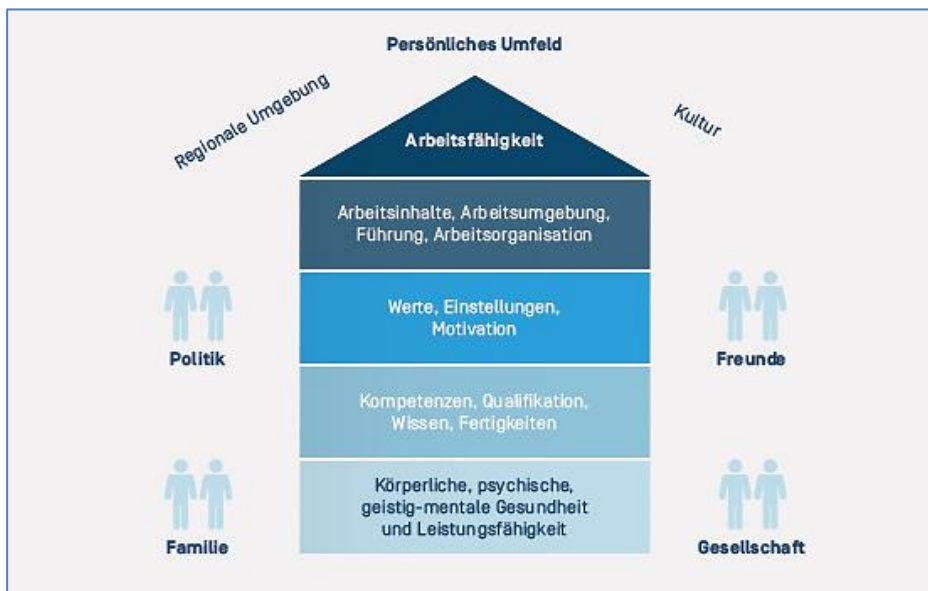 Persönliches Umfeld
Regionale Umgebung
Kultur
Arbeitsfähigkeit
Arbeitsinhalte, Arbeitsumgebung,
Führung, Arbeitsorganisation
Werte, Einstellungen,
Motivation
Politik
Freunde
Kompetenzen, Qualifikation,
Wissen, Fertigkeiten
Körperliche, psychische,
geistig-mentale Gesundheit
und Leistungsfähigkeit
Familie
Gesellschaft